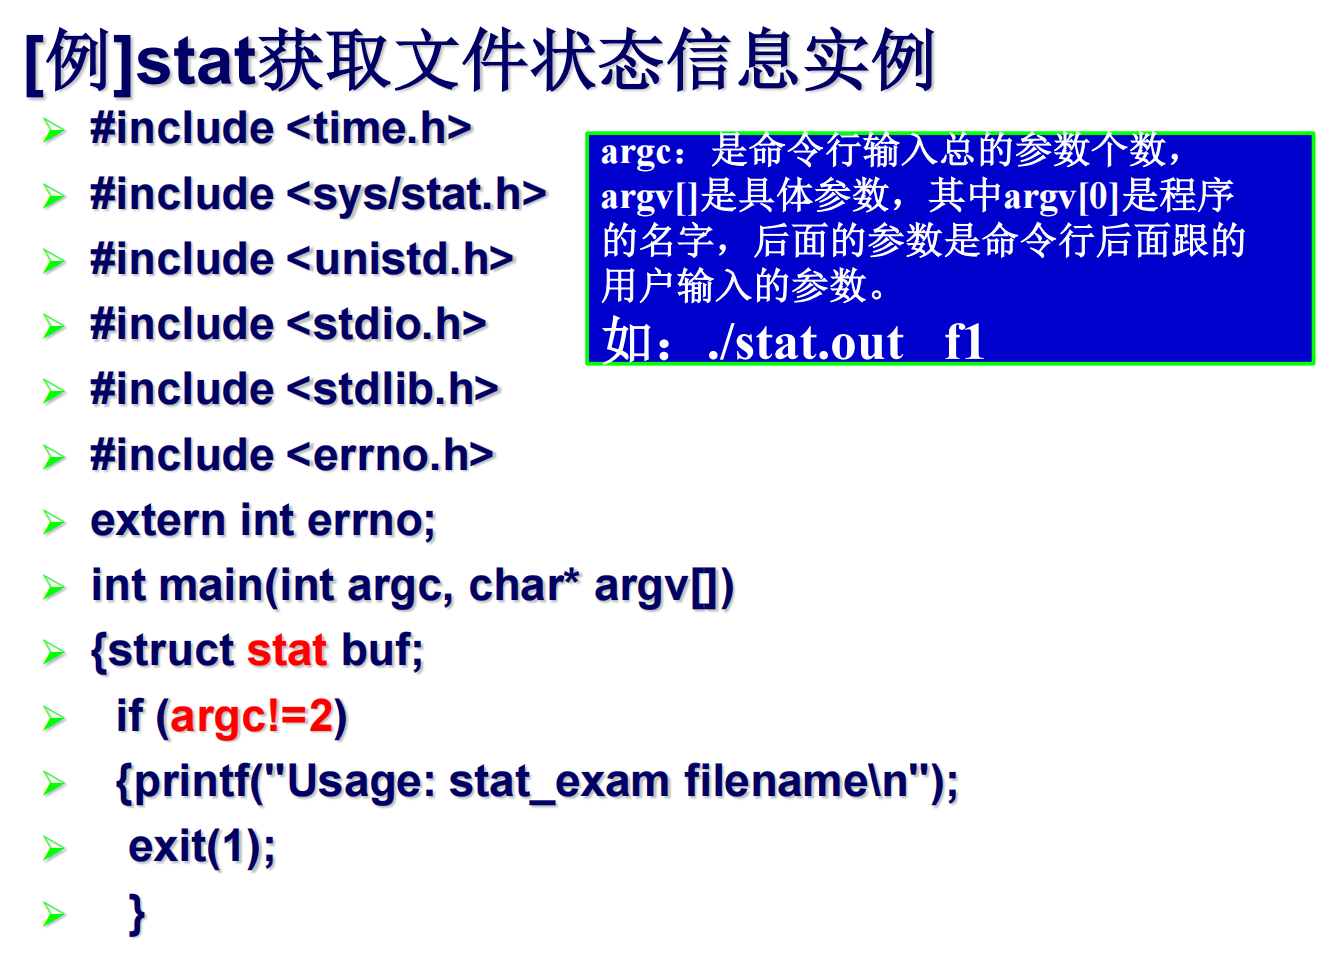 [例]stat获取文件状态信息实例
#include <time.h>
#include <sys/stat.h>
#include <unistd.h>
#include <stdio.h>
#include <stdlib.h>
#include <errno.h>
extern int errno;
int main(int argc, char* argv[])
{struct stat buf;
if (argc!=2)
{printf("Usage: stat_exam filename\n");
exit(1);
}
argc：是命令行输入总的参数个数，
argv[]是具体参数，其中argv[0]是程序
的名字，后面的参数是命令行后面跟的
用户输入的参数。
如：./stat.out f1